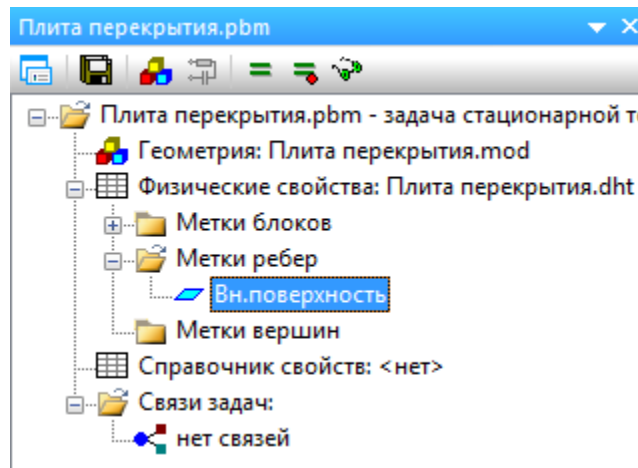 Плита перекрытия.pbm
Плита перекрытия.pbm - задача стационарной т
Геометрия: Плита перекрытия.mod
Физические свойства: Плита перекрытия.dht
Метки блоков
Метки ребер
Вн.поверхность
Метки вершин
Справочник свойств: <нет>
Связи задач:
нет связей